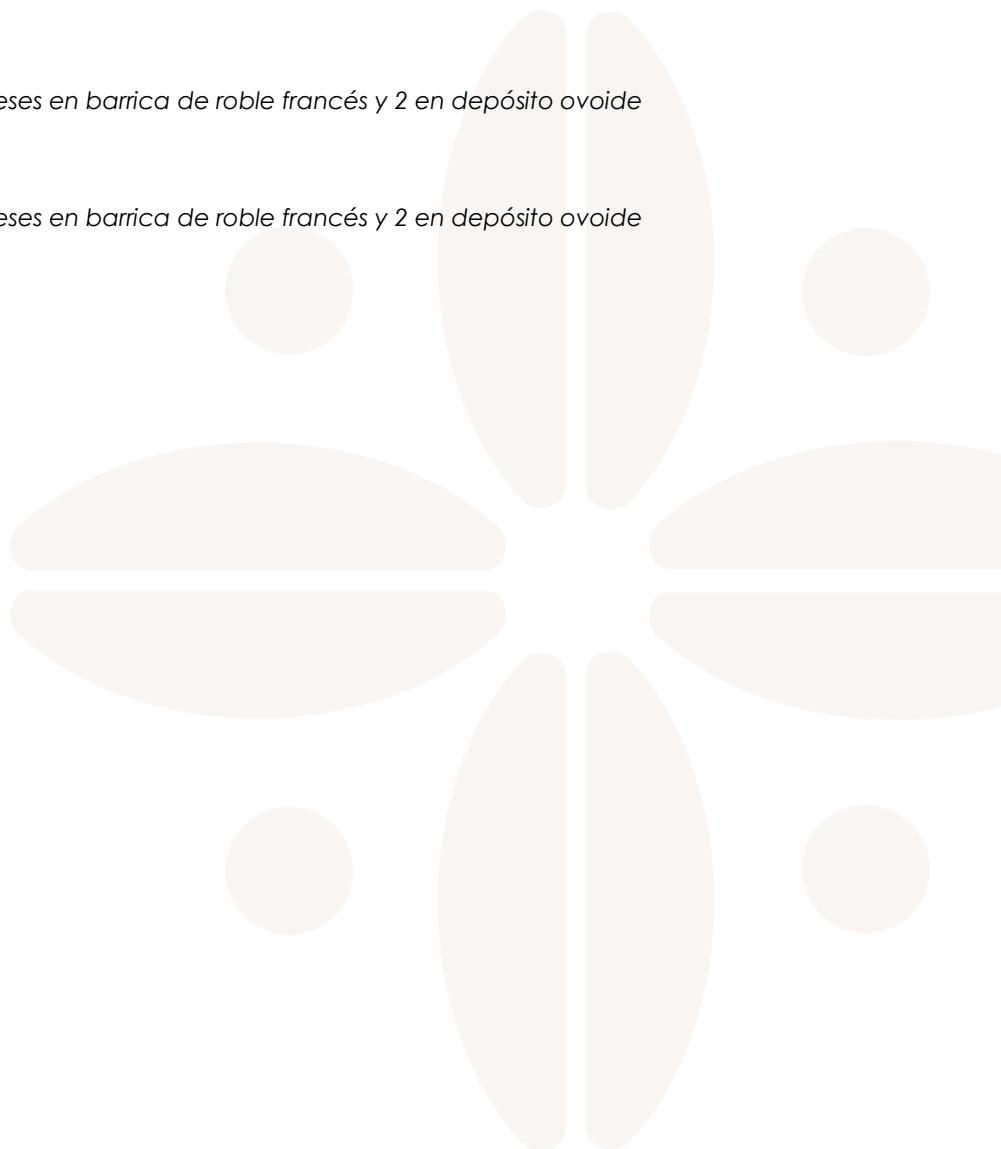 eses en barrica de roble francés y 2 en depósito ovoide
eses en barrica de roble francés y 2 en depósito ovoide